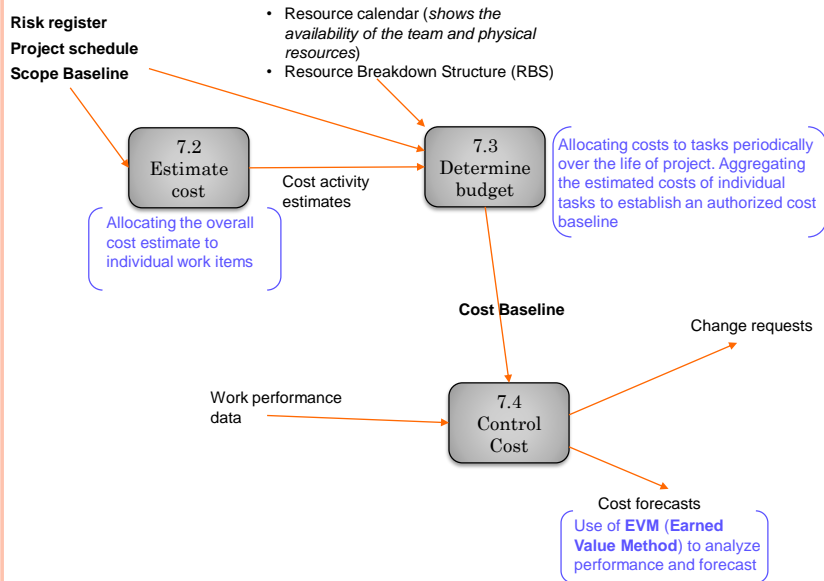 Risk register
Project schedule
Scope Baseline
• Resource calendar (shows the
availability of the team and physical
resources)
• Resource Breakdown Structure (RBS)
7.2
Estimate
cost
Cost activity
estimates
7.3
Determine
budget
Allocating costs to tasks periodically
over the life of project. Aggregating
the estimated costs of individual
tasks to establish an authorized cost
baseline
Allocating the overall
cost estimate to
individual work items
Cost Baseline
Change requests
Work performance
data
7.4
Control
Cost
Cost forecasts
Use of EVM (Earned
Value Method) to analyze
performance and forecast